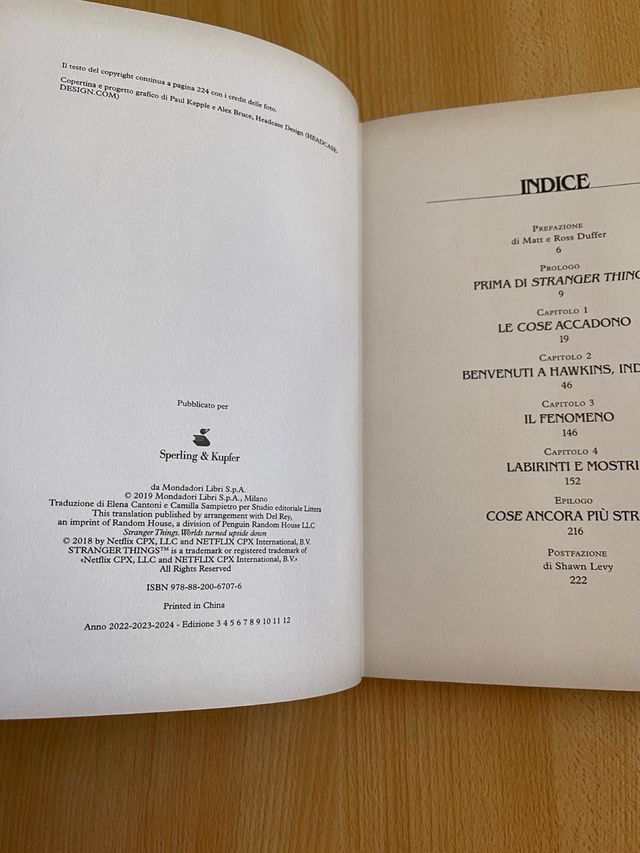 Il testo del copyright continua a pagina 224 con i credit delle foto.
Copertina e progetto grafico di Paul Kepple e Alex Bruce, Headcase Design (HEADCASE-
DESIGN.COM)
Pubblicato per
Sperling & Kupfer
da Mondadori Libri S.p.A.
© 2019 Mondadori Libri S.p.A., Milano
Traduzione di Elena Cantoni e Camilla Sampietro per Studio editoriale Littera
This translation published by arrangement with Del Rey,
an imprint of Random House, a division of Penguin Random House LLC
Stranger Things. Worlds turned upside down
© 2018 by Netflix CPX, LLC and NETFLIX CPX International, B.V.
STRANGER THINGS™ is a trademark or registered trademark of
«Netflix CPX, LLC and NETFLIX CPX International, B.V.»
All Rights Reserved
ISBN 978-88-200-6707-6
Printed in China
Anno 2022-2023-2024 - Edizione 3 4 5 6 7 8 9 10 11 12
INDICE
Prefazione
di Matt e Ross Duffer
6
Prologo
PRIMA DI STRANGER THING
9
Capitolo 1
LE COSE ACCADONO
19
Capitolo 2
BENVENUTI A HAWKINS, IND
46
Capitolo 3
IL FENOMENO
146
Capitolo 4
LABIRINTI E MOSTRI
152
Epilogo
COSE ANCORA PIÙ STR
216
Postfazione
di Shawn Levy
222